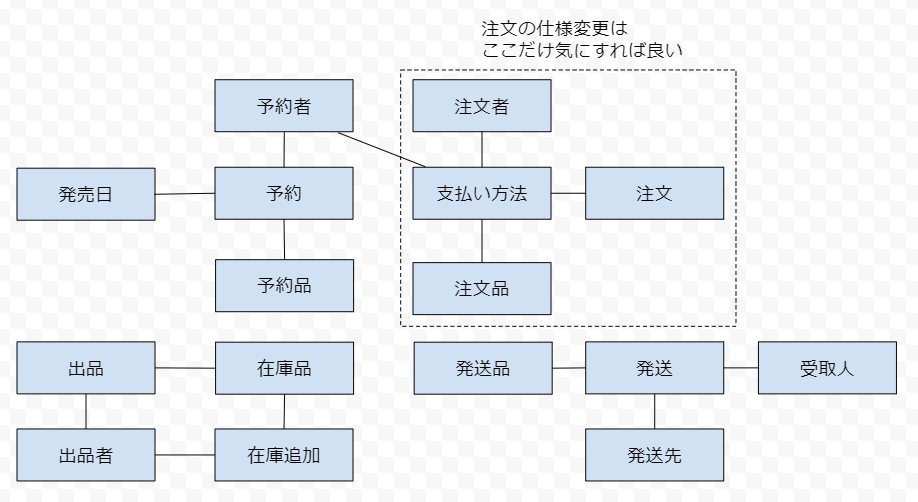 注文の仕様変更は
ここだけ気にすれば良い
予約者
注文者
発売日
予約
支払い方法
注文
予約品
注文品
出品
在庫品
発送品
発送
受取人
出品者
在庫追加
発送先